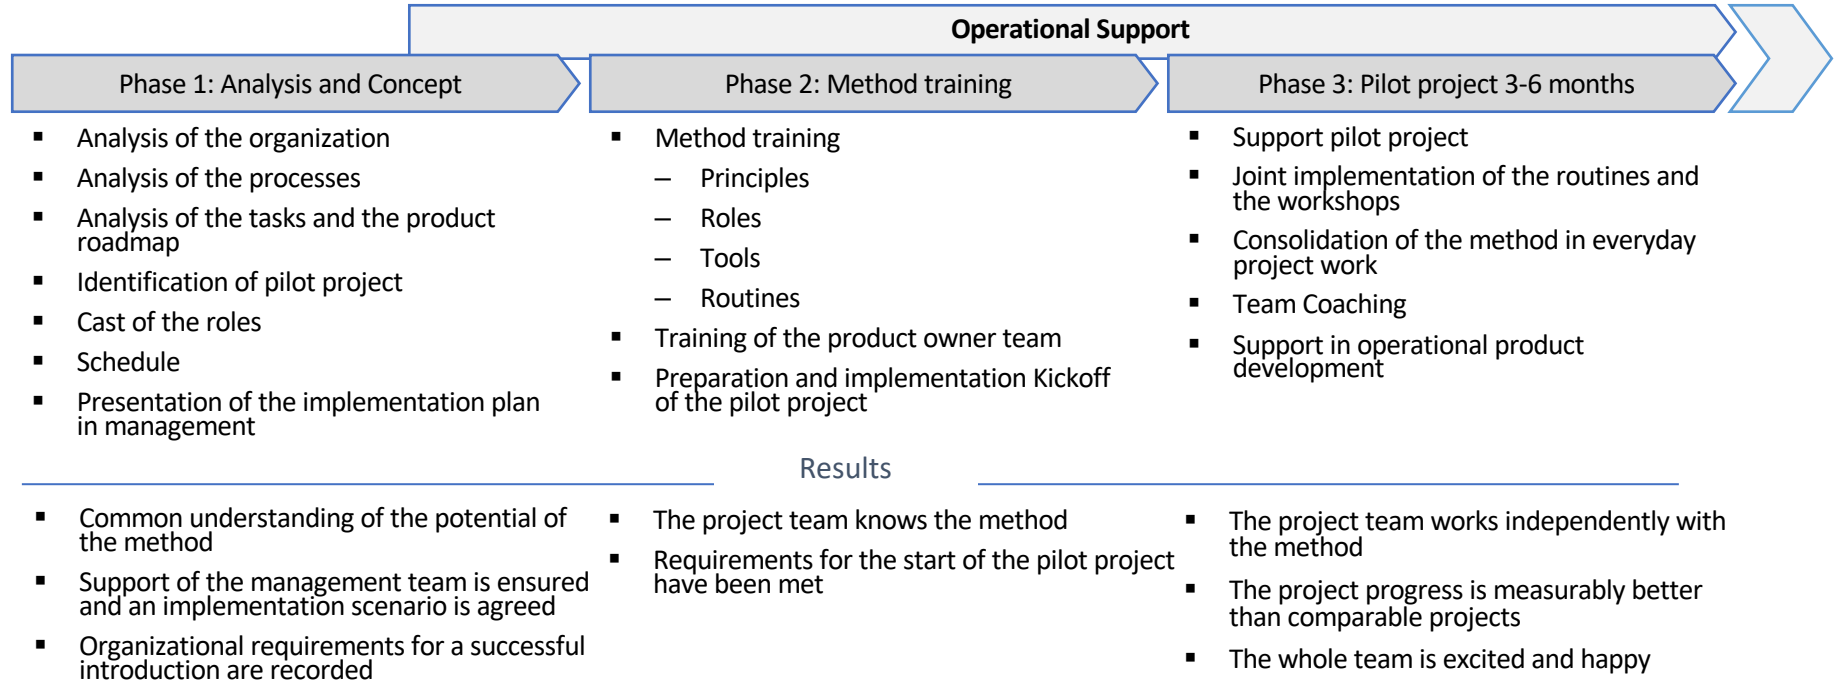 Operational Support
Phase 1: Analysis and Concept
Phase 2: Method training
Phase 3: Pilot project 3-6 months
▪ Analysis of the organization
▪ Analysis of the processes
▪ Analysis of the tasks and the product
roadmap
▪ Identification of pilot project
▪ Cast of the roles
▪ Schedule
▪ Presentation of the implementation plan
in management
▪ Method training
– Principles
– Roles
– Tools
– Routines
▪ Training of the product owner team
▪ Preparation and implementation Kickoff
of the pilot project
▪ Support pilot project
▪ Joint implementation of the routines and
the workshops
▪ Consolidation of the method in everyday
project work
▪ Team Coaching
▪ Support in operational product
development
Results
▪ Common understanding of the potential of
the method
▪ Support of the management team is ensured
and an implementation scenario is agreed
▪ Organizational requirements for a successful
introduction are recorded
▪ The project team knows the method
▪ Requirements for the start of the pilot project
have been met
▪ The project team works independently with
the method
▪ The project progress is measurably better
than comparable projects
▪ The whole team is excited and happy